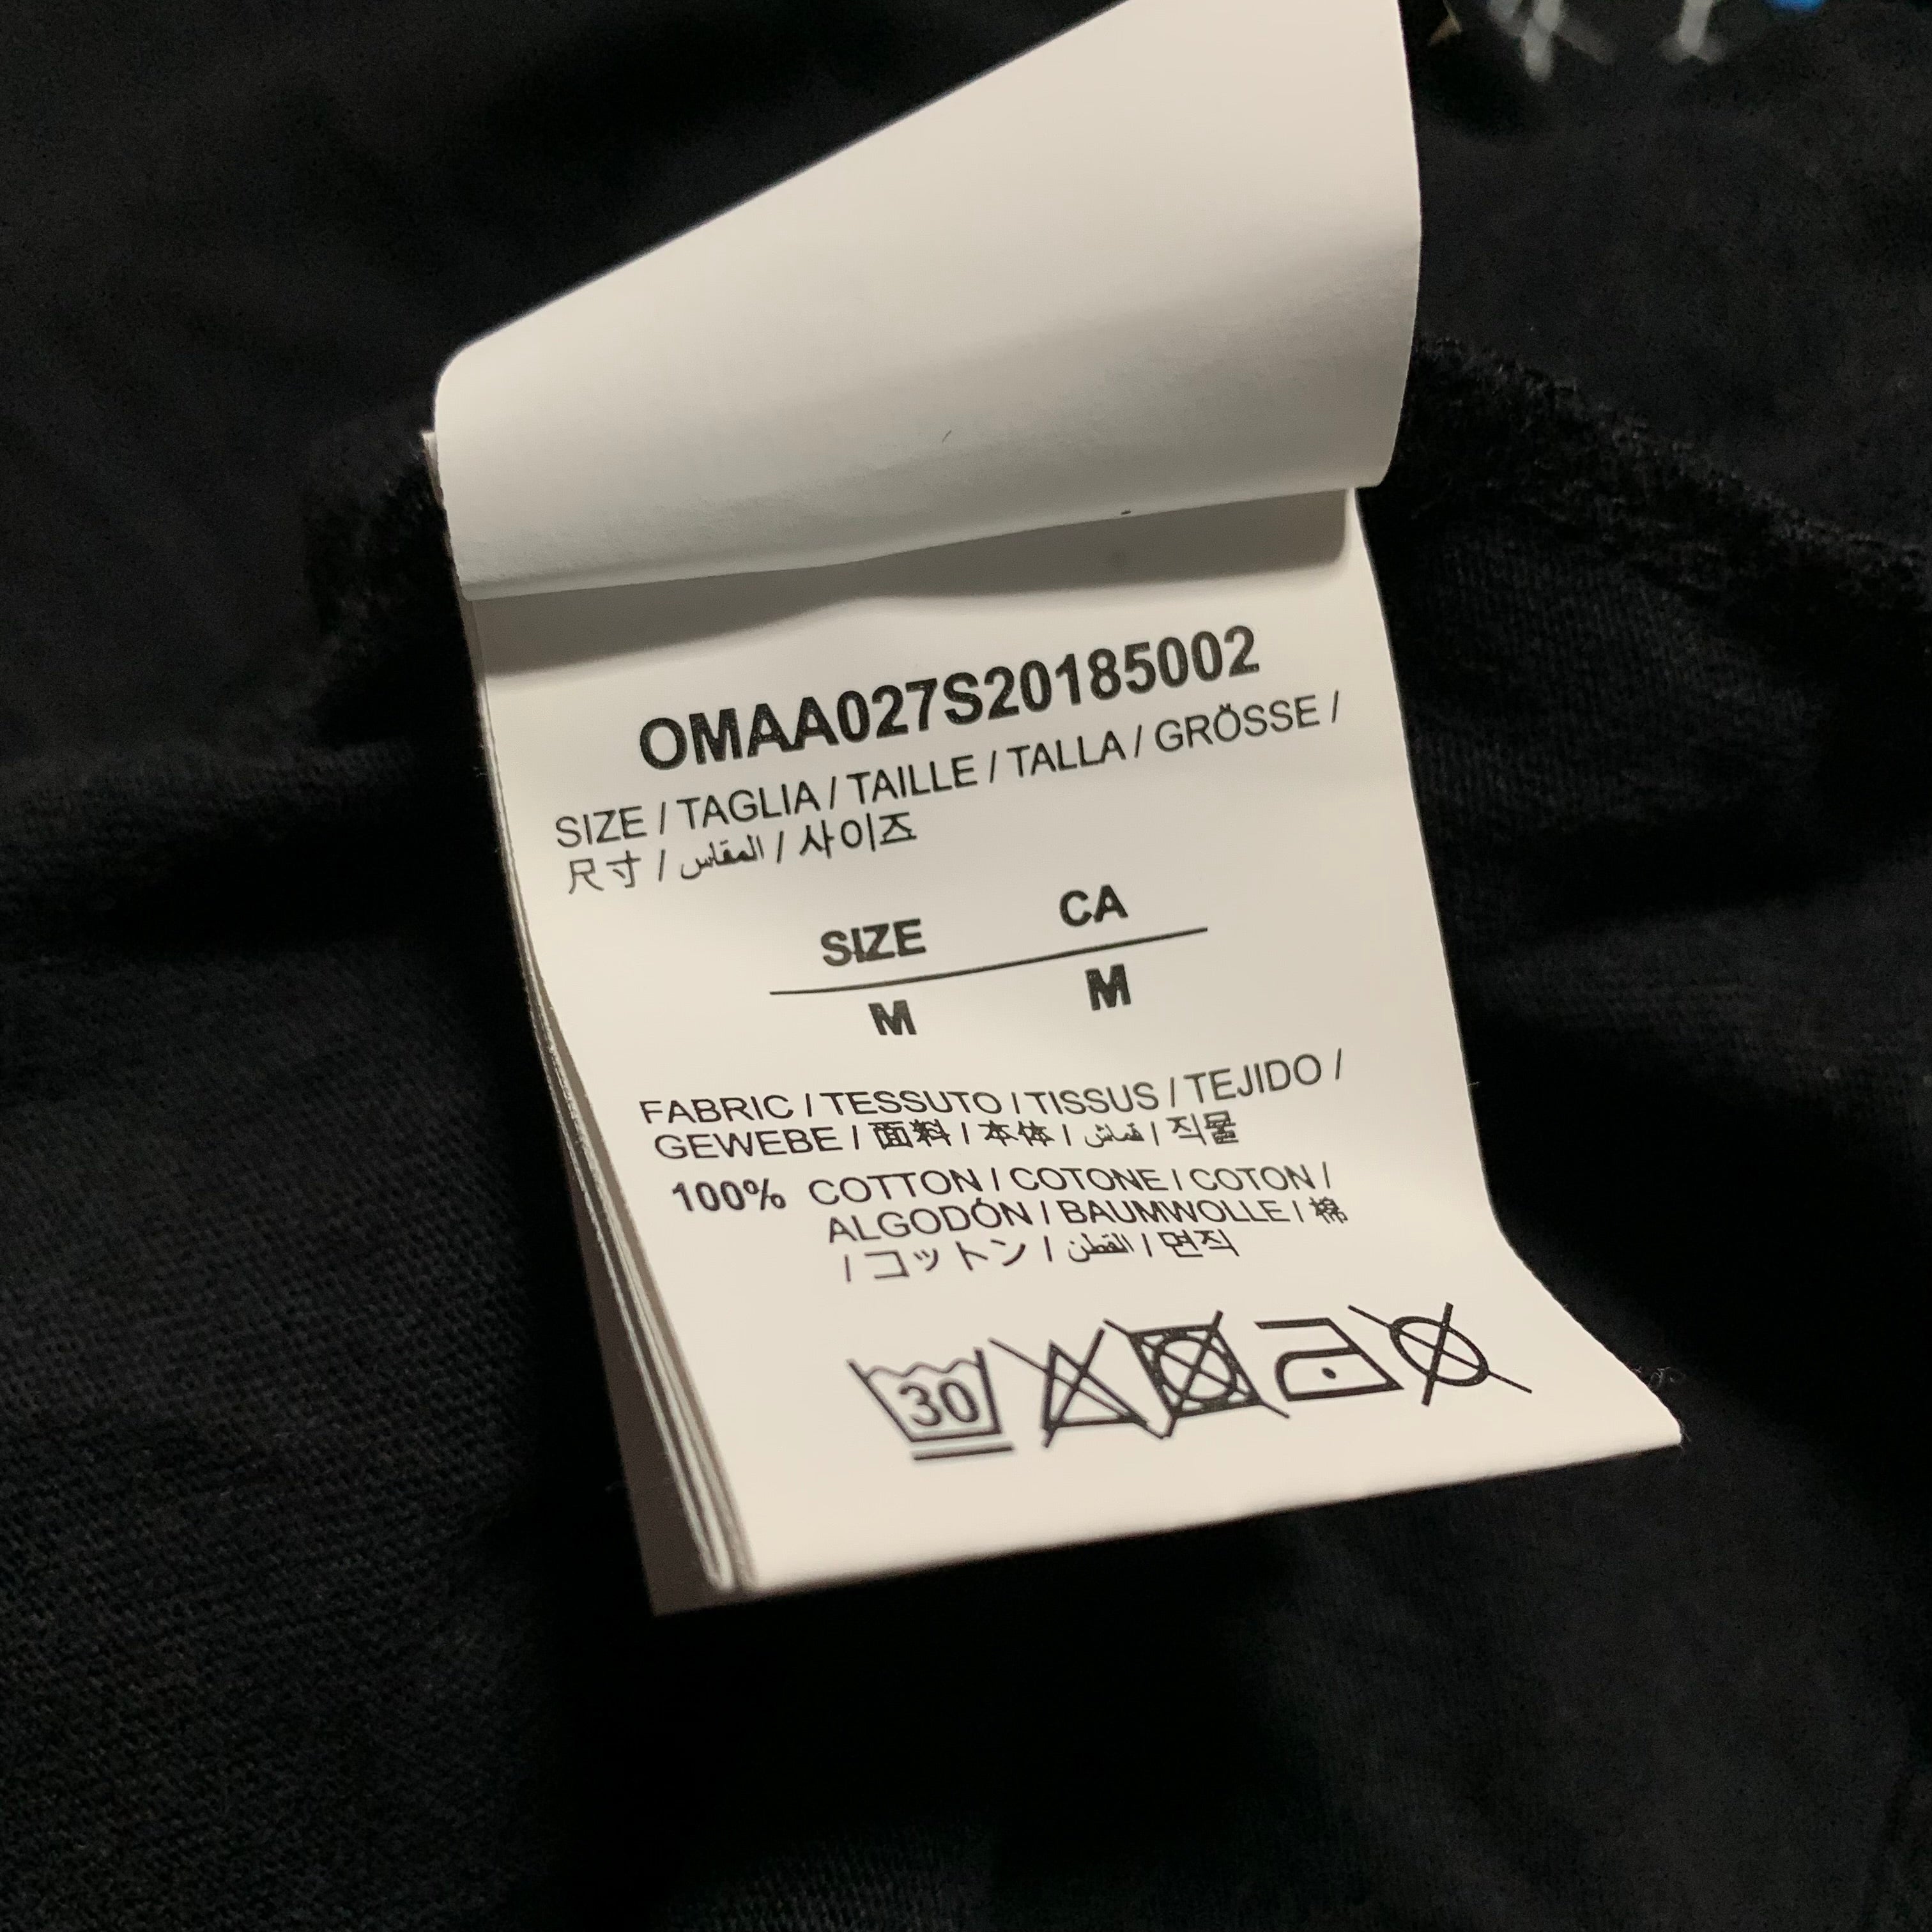 OMAA027S20185002
SIZE / TAGLIA / TAILLE / TALLA / GRÖSSE /
尺寸 / المقاس / 사이즈
SIZE CA
M M
FABRIC / TESSUTO / TISSUS / TEJIDO /
GEWEBE / 面料 / 本体 / قماش / 직물
100% COTTON / COTONE / COTON /
ALGODÓN / BAUMWOLLE / 棉
/ コットン / القطن / 면직
30